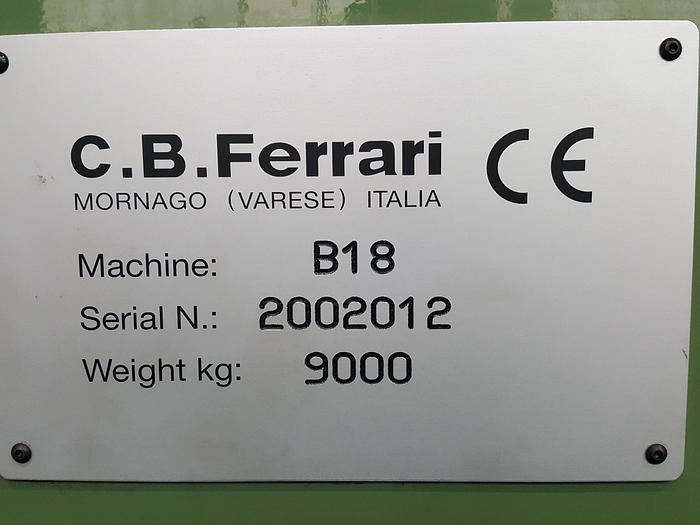 C.B.Ferrari CE
MORNAGO (VARESE) ITALIA
Machine: B18
Serial N.: 2002012
Weight kg: 9000